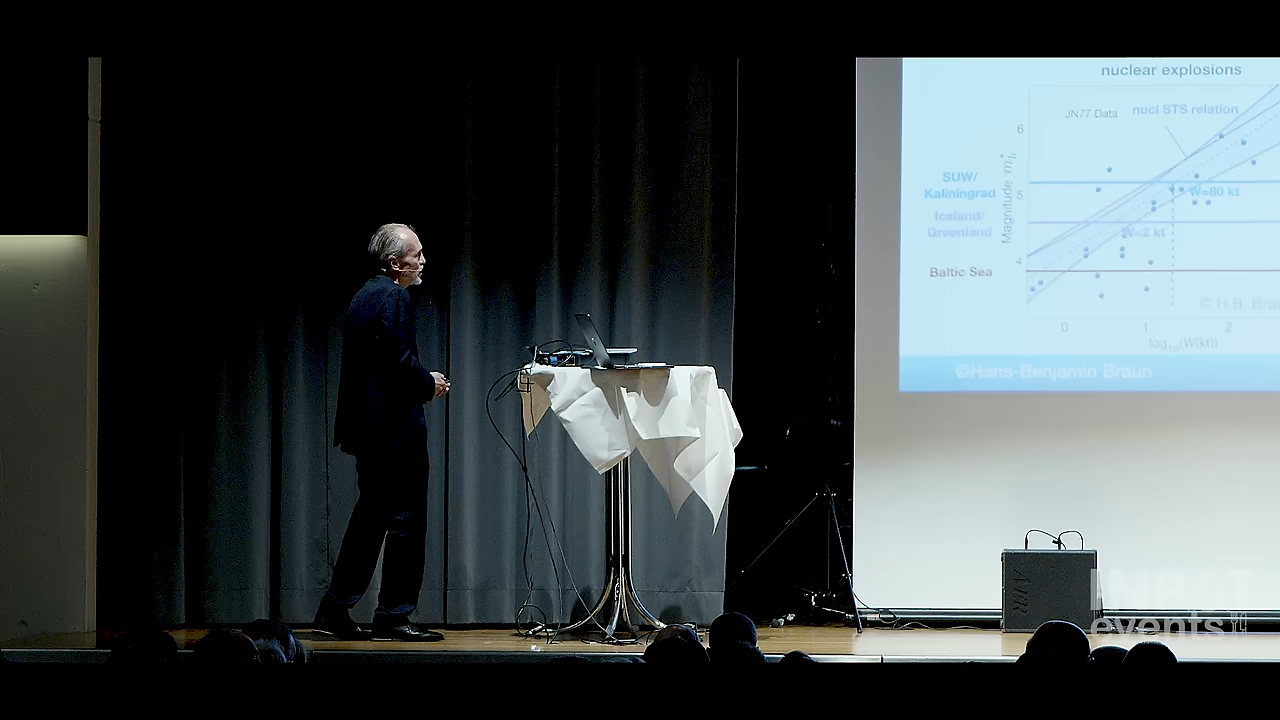 nuclear explosions
JN77 Data
nucl STS relation
6
SUW/
Kaliningrad
5
W=80 kt
Iceland/
Greenland
W=2 kt
Magnitude
4
Baltic Sea
© H.B.
0
1
2
log₁₀(W/kt)
©Hans-Benjamin Braun
events